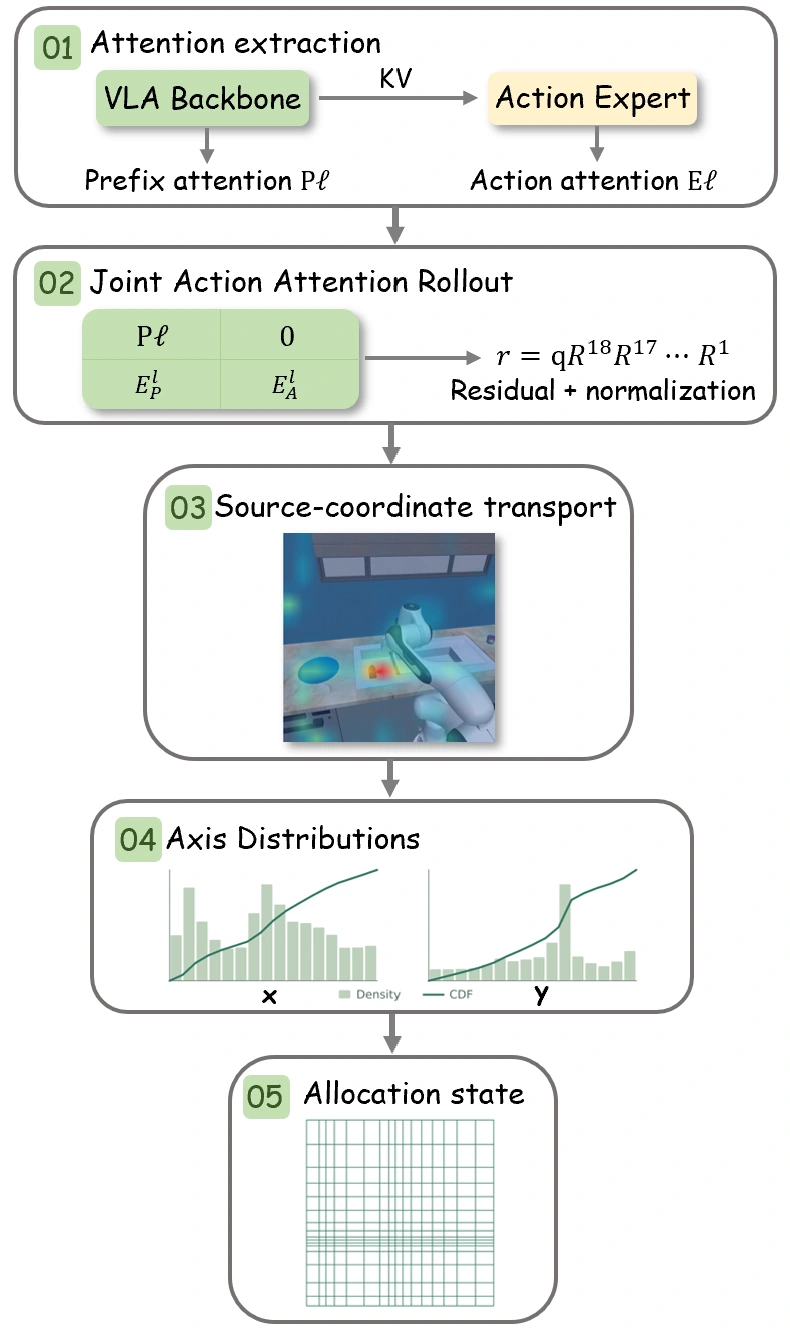 01 Attention extraction
VLA Backbone
KV
Action Expert
Prefix attention Pℓ
Action attention Eℓ
02 Joint Action Attention Rollout
Pℓ 0
E_P^l E_A^l
r = qR^{18}R^{17} ⋯ R^1
Residual + normalization
03 Source-coordinate transport
04 Axis Distributions
x
Density
CDF
y
05 Allocation state